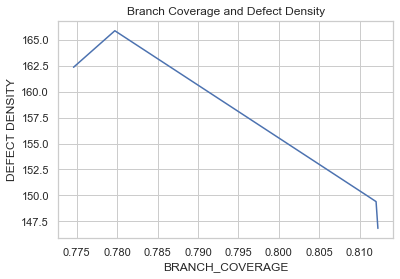 Branch Coverage and Defect Density
165.0
162.5
160.0
157.5
155.0
152.5
150.0
147.5
DEFECT DENSITY
0.775 0.780 0.785 0.790 0.795 0.800 0.805 0.810
BRANCH_COVERAGE